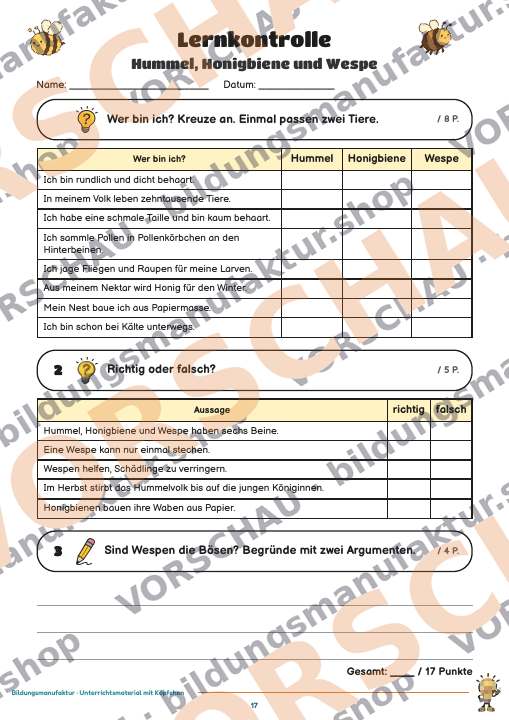 Lernkontrolle
Hummel, Honigbiene und Wespe
Name: Datum:
Wer bin ich? Kreuze an. Einmal passen zwei Tiere. / 8 P.
Wer bin ich? Hummel Honigbiene Wespe
Ich bin rundlich und dicht behaart.
In meinem Volk leben zehntausende Tiere.
Ich habe eine schmale Taille und bin kaum behaart.
Ich sammle Pollen in Pollenkörbchen an den
Hinterbeinen.
Ich jage Fliegen und Raupen für meine Larven.
Aus meinem Nektar wird Honig für den Winter.
Mein Nest baue ich aus Papiermasse.
Ich bin schon bei Kälte unterwegs.
2 Richtig oder falsch? / 5 P.
Aussage richtig falsch
Hummel, Honigbiene und Wespe haben sechs Beine.
Eine Wespe kann nur einmal stechen.
Wespen helfen, Schädlinge zu verringern.
Im Herbst stirbt das Hummelvolk bis auf die jungen Königinnen.
Honigbienen bauen ihre Waben aus Papier.
3 Sind Wespen die Bösen? Begründe mit zwei Argumenten. / 4 P.
Gesamt: ____ / 17 Punkte
Bildungsmanufaktur · Unterrichtsmaterial mit Köpfchen
17
VORSCHAU · bildungsmanufaktur.shop